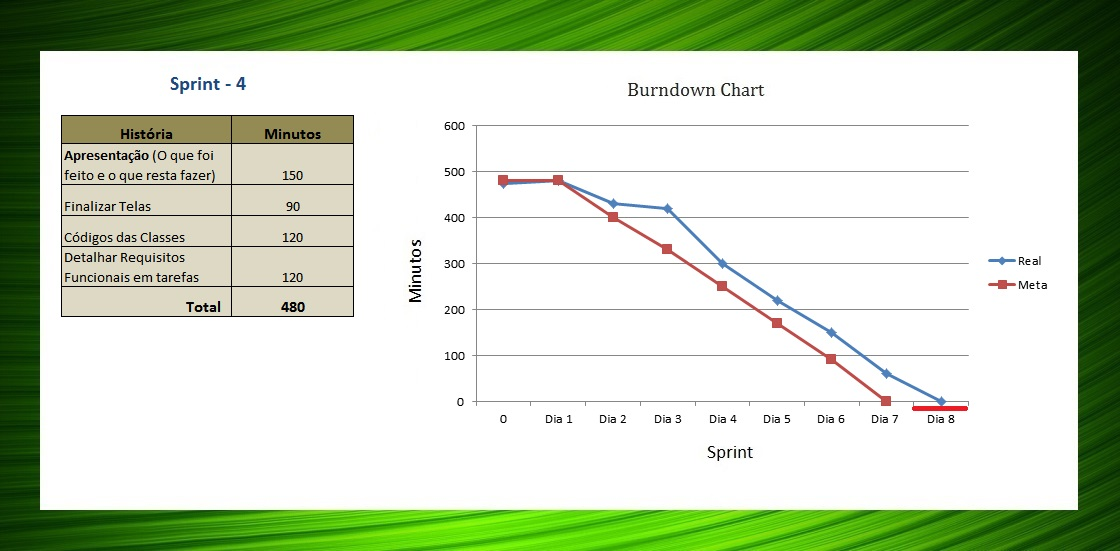 Sprint - 4
História Minutos
Apresentação (O que foi
feito e o que resta fazer) 150
Finalizar Telas 90
Códigos das Classes 120
Detalhar Requisitos
Funcionais em tarefas 120
Total 480
Burndown Chart
600
500
400
300
200
100
0
Minutos
0 Dia 1 Dia 2 Dia 3 Dia 4 Dia 5 Dia 6 Dia 7 Dia 8
Sprint
Real
Meta